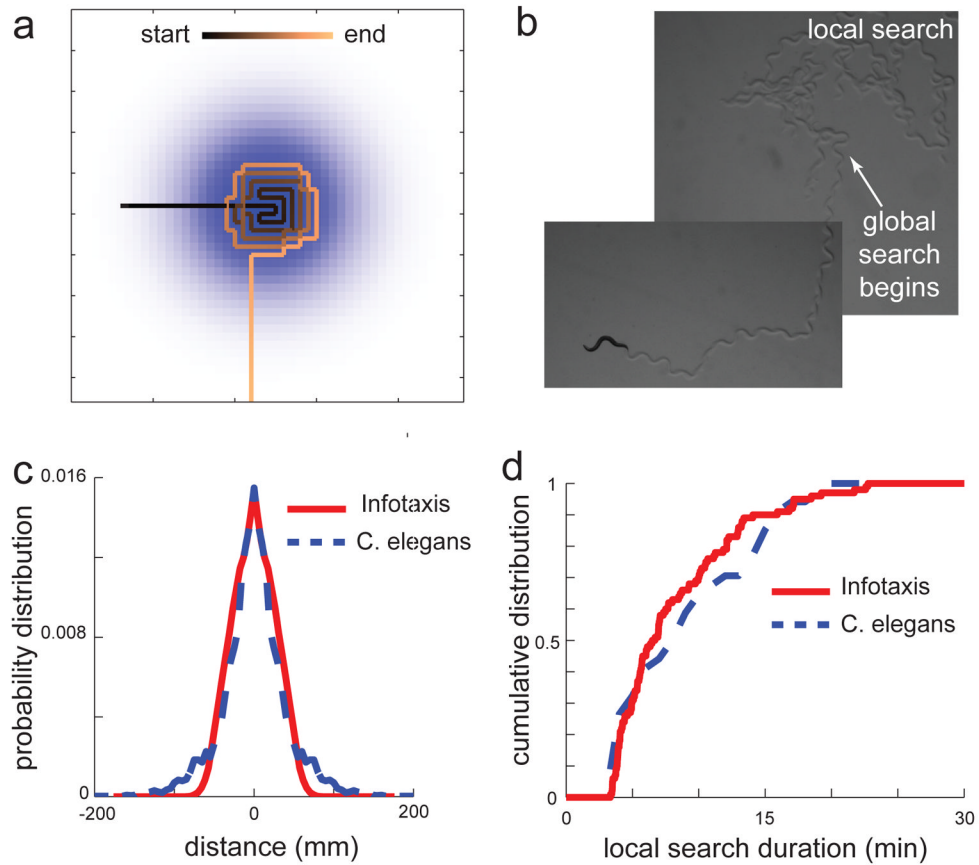 a
start
end
b
local search
global
search
begins
c
0.016
0.008
0
-200
0
200
probability distribution
distance (mm)
Infotaxis
C. elegans
d
1
0.5
0
0
15
30
cumulative distribution
local search duration (min)
Infotaxis
C. elegans